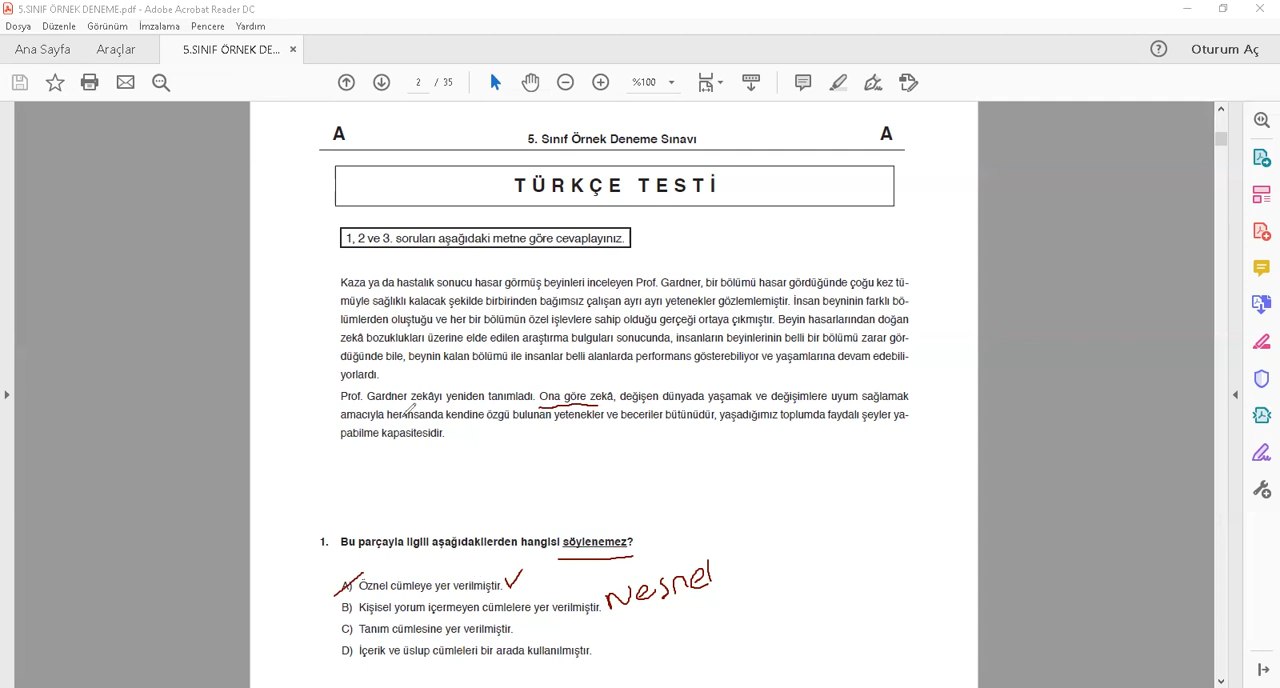 5.SINIF ÖRNEK DENEME.pdf - Adobe Acrobat Reader DC
Dosya Düzenle Görünüm İmzalama Pencere Yardım
Ana Sayfa Araçlar 5.SINIF ÖRNEK DE... × Oturum Aç
2 / 35 %100
A 5. Sınıf Örnek Deneme Sınavı A
TÜRKÇE TESTİ
1, 2 ve 3. soruları aşağıdaki metne göre cevaplayınız.
Kaza ya da hastalık sonucu hasar görmüş beyinleri inceleyen Prof. Gardner, bir bölümü hasar gördüğünde çoğu kez tü-
müyle sağlıklı kalacak şekilde birbirinden bağımsız çalışan ayrı ayrı yetenekler gözlemlemiştir. İnsan beyninin farklı bö-
lümlerden oluştuğu ve her bir bölümün özel işlevlere sahip olduğu gerçeği ortaya çıkmıştır. Beyin hasarlarından doğan
zekâ bozuklukları üzerine elde edilen araştırma bulguları sonucunda, insanların beyinlerinin belli bir bölümü zarar gör-
düğünde bile, beynin kalan bölümü ile insanlar belli alanlarda performans gösterebiliyor ve yaşamlarına devam edebili-
yorlardı.
Prof. Gardner zekâyı yeniden tanımladı. Ona göre zekâ, değişen dünyada yaşamak ve değişimlere uyum sağlamak
amacıyla her insanda kendine özgü bulunan yetenekler ve beceriler bütünüdür, yaşadığımız toplumda faydalı şeyler ya-
pabilme kapasitesidir.
1. Bu parçayla ilgili aşağıdakilerden hangisi söylenemez?
A) Öznel cümleye yer verilmiştir.
B) Kişisel yorum içermeyen cümlelere yer verilmiştir. Nesnel
C) Tanım cümlesine yer verilmiştir.
D) İçerik ve üslup cümleleri bir arada kullanılmıştır.